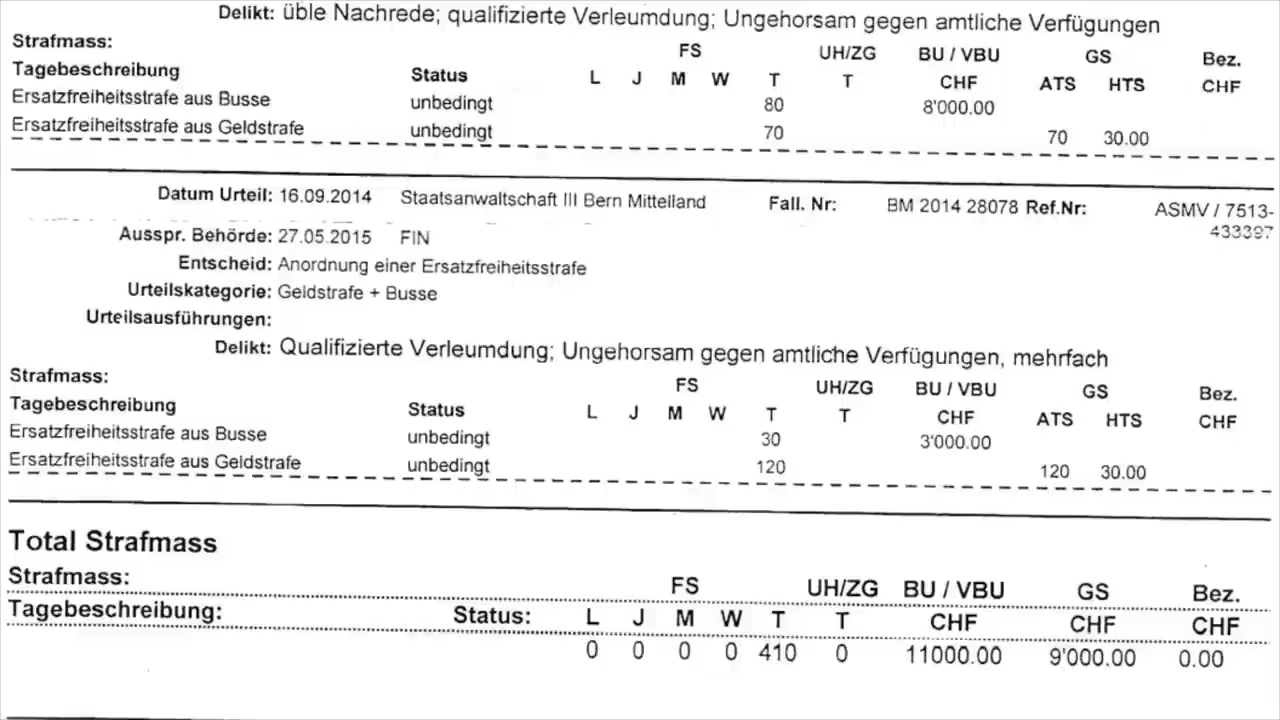 Delikt: üble Nachrede; qualifizierte Verleumdung; Ungehorsam gegen amtliche Verfügungen
Strafmass: FS UH/ZG BU / VBU GS Bez.
Tagebeschreibung Status L J M W T T CHF ATS HTS CHF
Ersatzfreiheitsstrafe aus Busse unbedingt 80 8'000.00
Ersatzfreiheitsstrafe aus Geldstrafe unbedingt 70 70 30.00
Datum Urteil: 16.09.2014 Staatsanwaltschaft III Bern Mittelland Fall. Nr: BM 2014 28078 Ref.Nr: ASMV / 7513-
433397
Ausspr. Behörde: 27.05.2015 FIN
Entscheid: Anordnung einer Ersatzfreiheitsstrafe
Urteilskategorie: Geldstrafe + Busse
Urteilsausführungen:
Delikt: Qualifizierte Verleumdung; Ungehorsam gegen amtliche Verfügungen, mehrfach
Strafmass: FS UH/ZG BU / VBU GS Bez.
Tagebeschreibung Status L J M W T T CHF ATS HTS CHF
Ersatzfreiheitsstrafe aus Busse unbedingt 30 3'000.00
Ersatzfreiheitsstrafe aus Geldstrafe unbedingt 120 120 30.00
Total Strafmass
Strafmass: FS UH/ZG BU / VBU GS Bez.
Tagebeschreibung: Status: L J M W T T CHF CHF CHF
0 0 0 0 410 0 11000.00 9'000.00 0.00